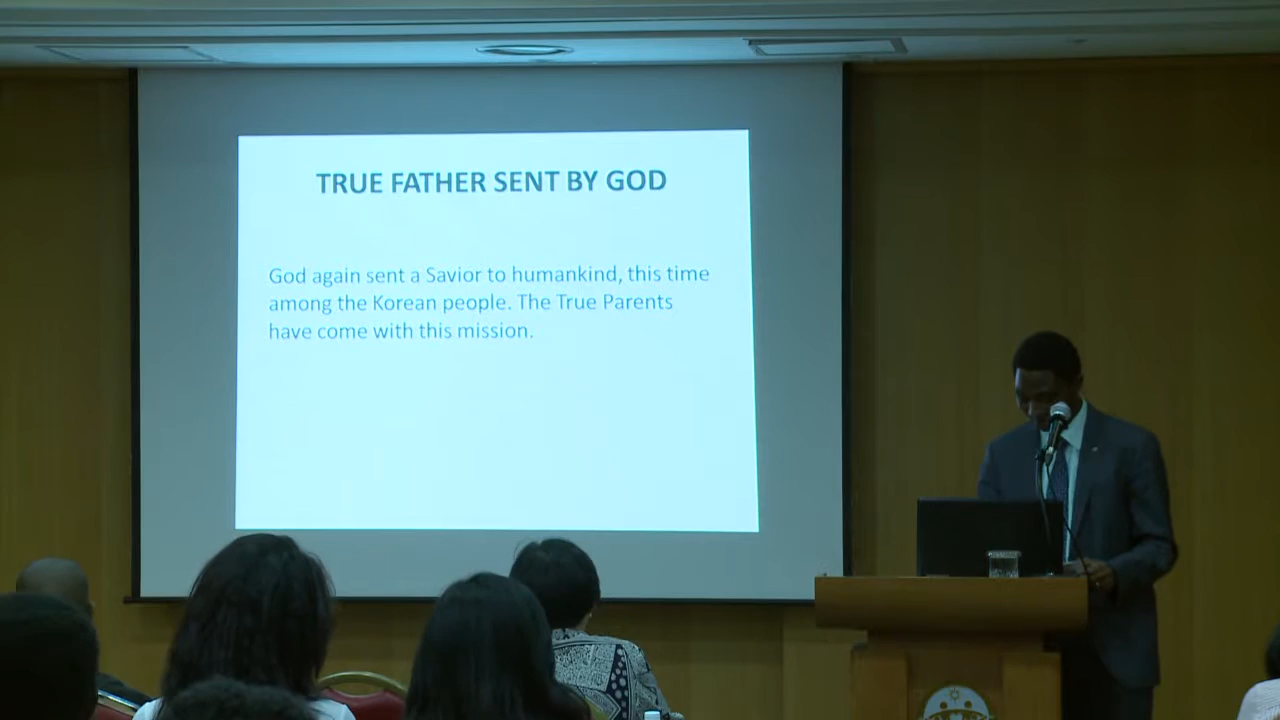 TRUE FATHER SENT BY GOD
God again sent a Savior to humankind, this time
among the Korean people. The True Parents
have come with this mission.